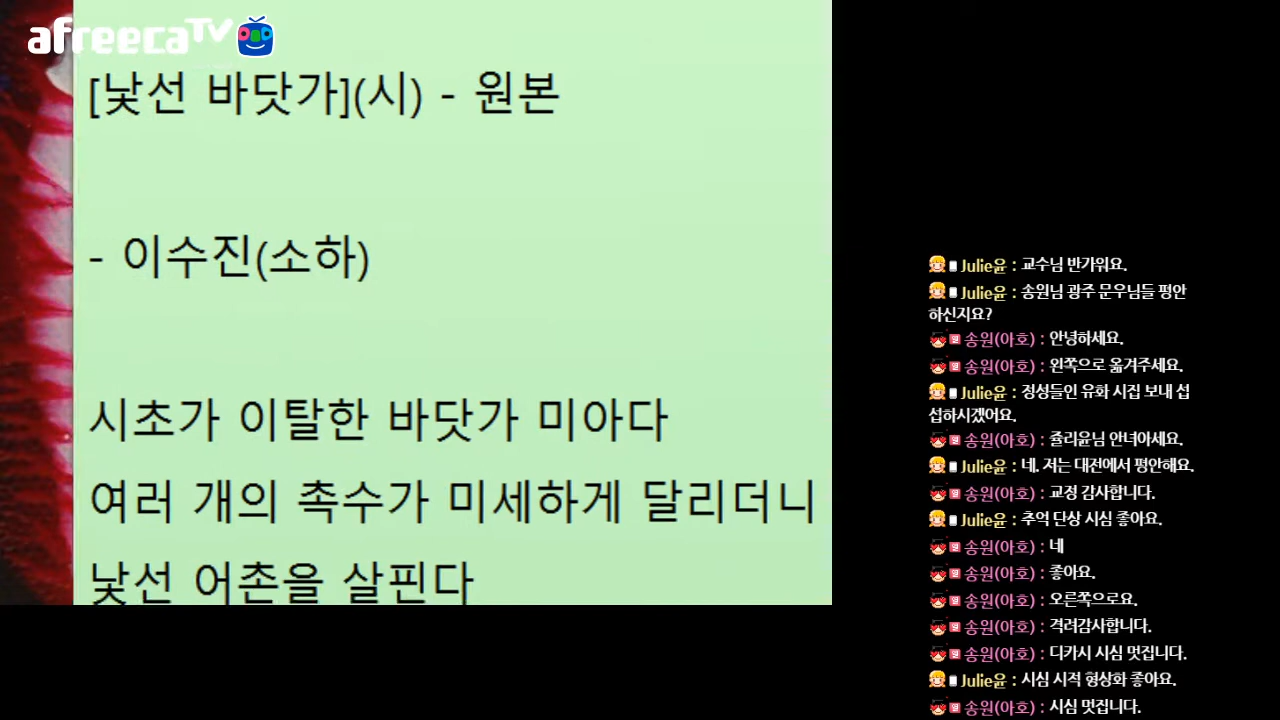 afreecaTV
[낯선 바닷가](시) - 원본
- 이수진(소하)
시초가 이탈한 바닷가 미아다
여러 개의 촉수가 미세하게 달리더니
낯선 어촌을 살핀다
Julie윤 : 교수님 반가워요.
Julie윤 : 송원님 광주 문우님들 평안
하신지요?
송원(아호) : 안녕하세요.
송원(아호) : 왼쪽으로 옮겨주세요.
Julie윤 : 정성들인 유화 시집 보내 섭
섭하시겠어요.
송원(아호) : 쥴리윤님 안녀아세요.
Julie윤 : 네. 저는 대전에서 평안해요.
송원(아호) : 교정 감사합니다.
Julie윤 : 추억 단상 시심 좋아요.
송원(아호) : 네
송원(아호) : 좋아요.
송원(아호) : 오른쪽으로요.
송원(아호) : 격려감사합니다.
송원(아호) : 디카시 시심 멋집니다.
Julie윤 : 시심 시적 형상화 좋아요.
송원(아호) : 시심 멋집니다.